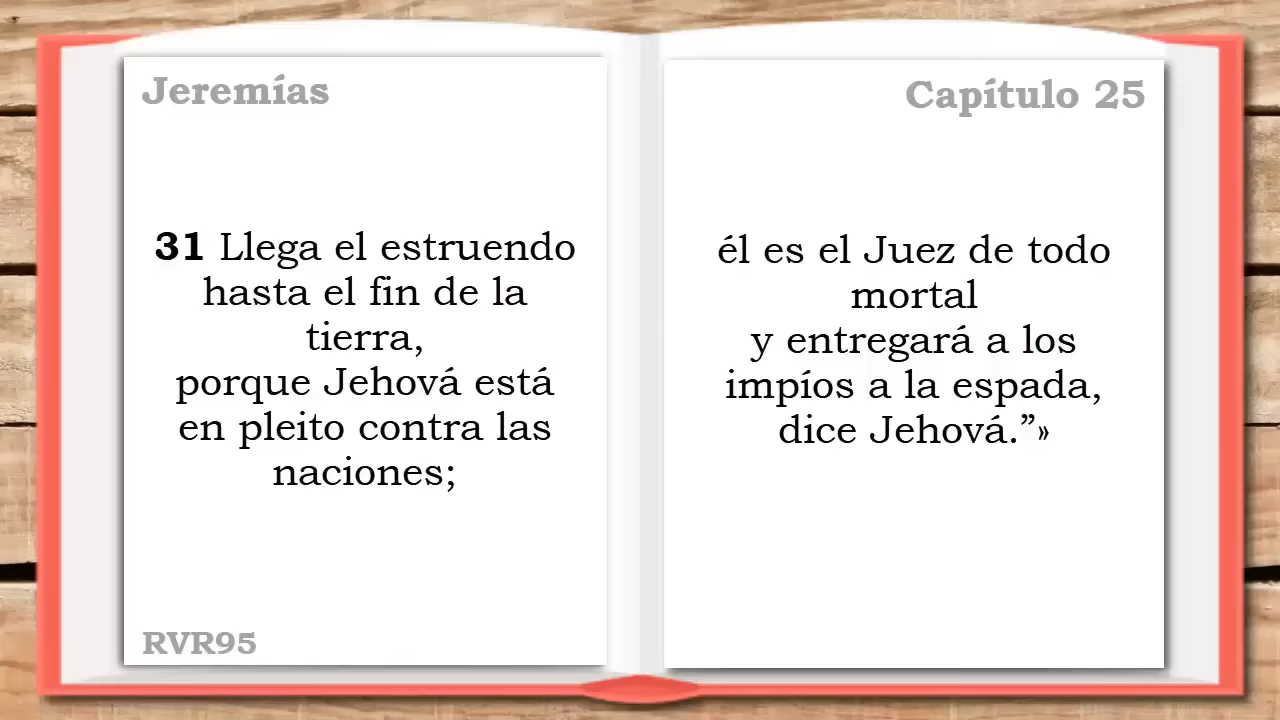 Jeremías
31 Llega el estruendo
hasta el fin de la
tierra,
porque Jehová está
en pleito contra las
naciones;
RVR95
Capítulo 25
él es el Juez de todo
mortal
y entregará a los
impíos a la espada,
dice Jehová.”»